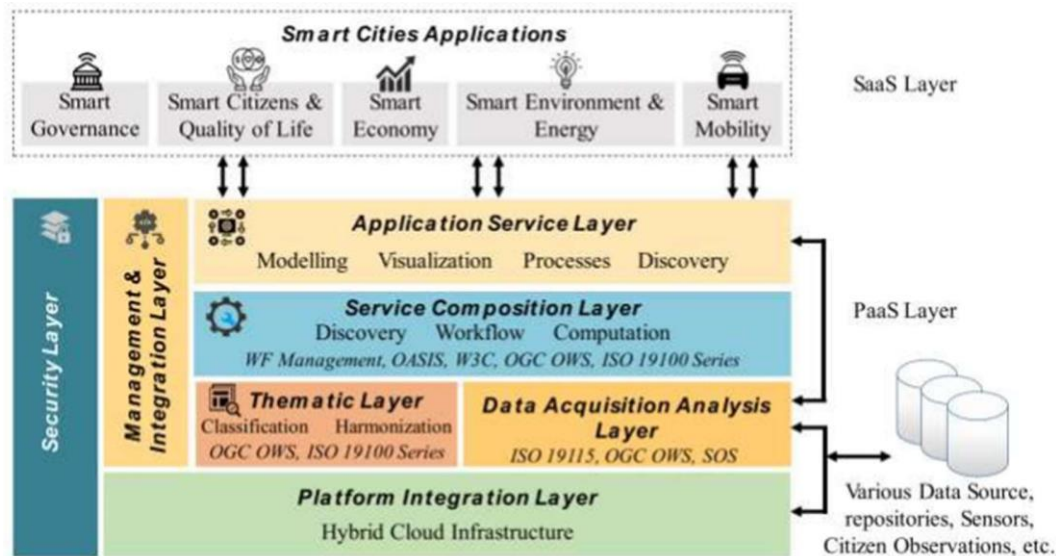 Smart Cities Applications
Smart
Governance
Smart Citizens &
Quality of Life
Smart
Economy
Smart Environment &
Energy
Smart
Mobility
SaaS Layer
Security Layer
Management &
Integration Layer
Application Service Layer
Modelling Visualization Processes Discovery
Service Composition Layer
Discovery Workflow Computation
WF Management, OASIS, W3C, OGC OWS, ISO 19100 Series
PaaS Layer
Thematic Layer
Classification Harmonization
OGC OWS, ISO 19100 Series
Data Acquisition Analysis
Layer
ISO 19115, OGC OWS, SOS
Platform Integration Layer
Hybrid Cloud Infrastructure
Various Data Source,
repositories, Sensors,
Citizen Observations, etc.